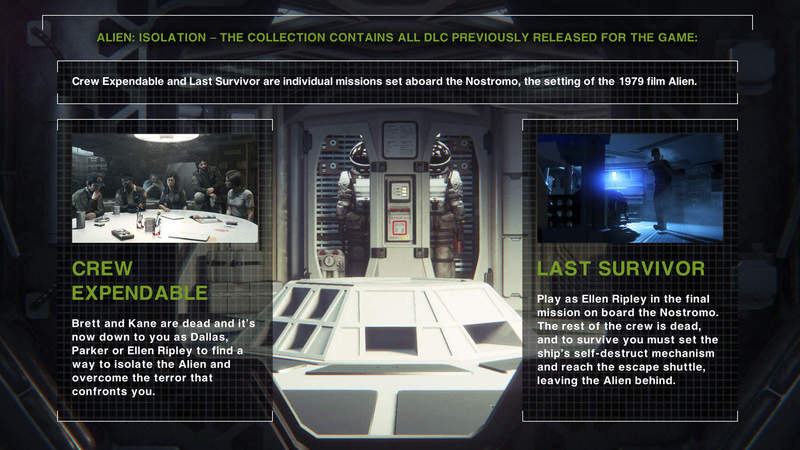 ALIEN: ISOLATION – THE COLLECTION CONTAINS ALL DLC PREVIOUSLY RELEASED FOR THE GAME:
Crew Expendable and Last Survivor are individual missions set aboard the Nostromo, the setting of the 1979 film Alien.
CREW
EXPENDABLE
Brett and Kane are dead and it's
now down to you as Dallas,
Parker or Ellen Ripley to find a
way to isolate the Alien and
overcome the terror that
confronts you.
LAST SURVIVOR
Play as Ellen Ripley in the final
mission on board the Nostromo.
The rest of the crew is dead,
and to survive you must set the
ship's self-destruct mechanism
and reach the escape shuttle,
leaving the Alien behind.